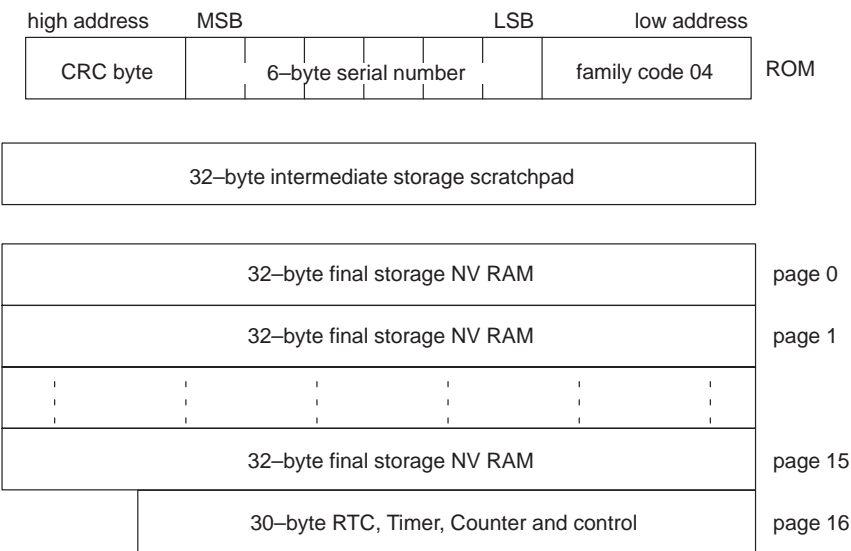 high address MSB LSB low address
CRC byte 6–byte serial number family code 04 ROM
32–byte intermediate storage scratchpad
32–byte final storage NV RAM page 0
32–byte final storage NV RAM page 1
32–byte final storage NV RAM page 15
30–byte RTC, Timer, Counter and control page 16